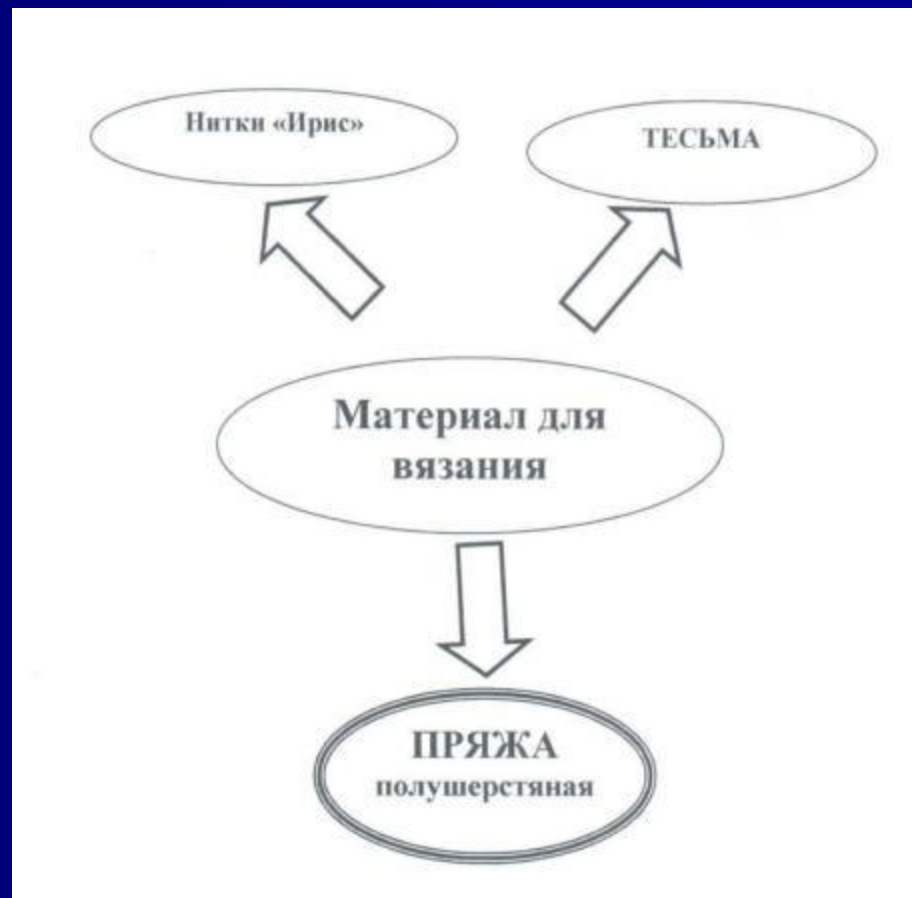 Нитки «Ирис»
ТЕСЬМА
Материал для
вязания
ПРЯЖА
полушерстяная